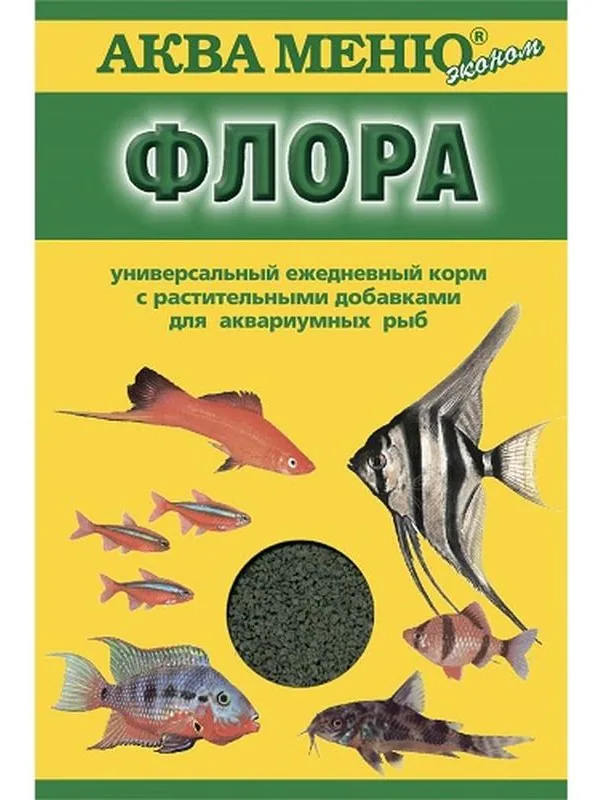 АКВА МЕНЮ®
эконом
ФЛОРА
универсальный ежедневный корм
с растительными добавками
для аквариумных рыб